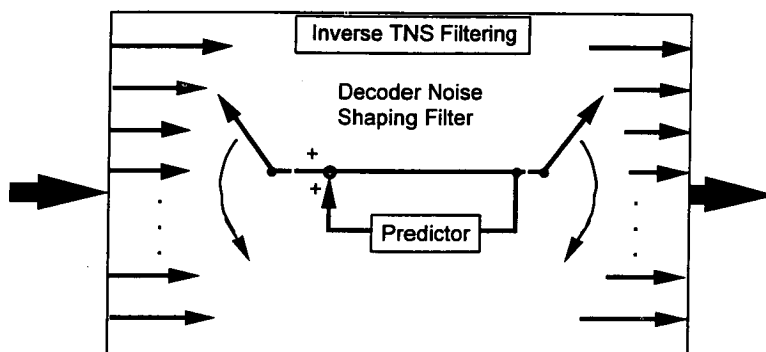 Inverse TNS Filtering
Decoder Noise
Shaping Filter
+
+
Predictor